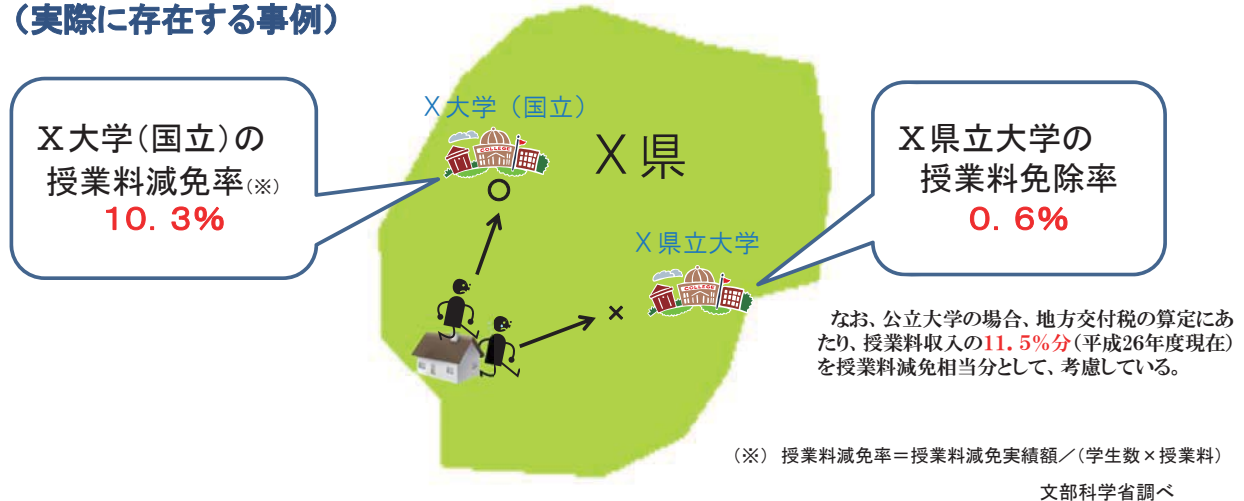 （実際に存在する事例）
Ｘ大学（国立）の
授業料減免率（※）
１０．３％
Ｘ大学（国立）
COLLEGE
Ｘ県
Ｘ県立大学の
授業料免除率
０．６％
Ｘ県立大学
COLLEGE
なお、公立大学の場合、地方交付税の算定にあ
たり、授業料収入の11．5％分（平成26年度現在）
を授業料減免相当分として、考慮している。
（※） 授業料減免率＝授業料減免実績額／（学生数×授業料）
文部科学省調べ